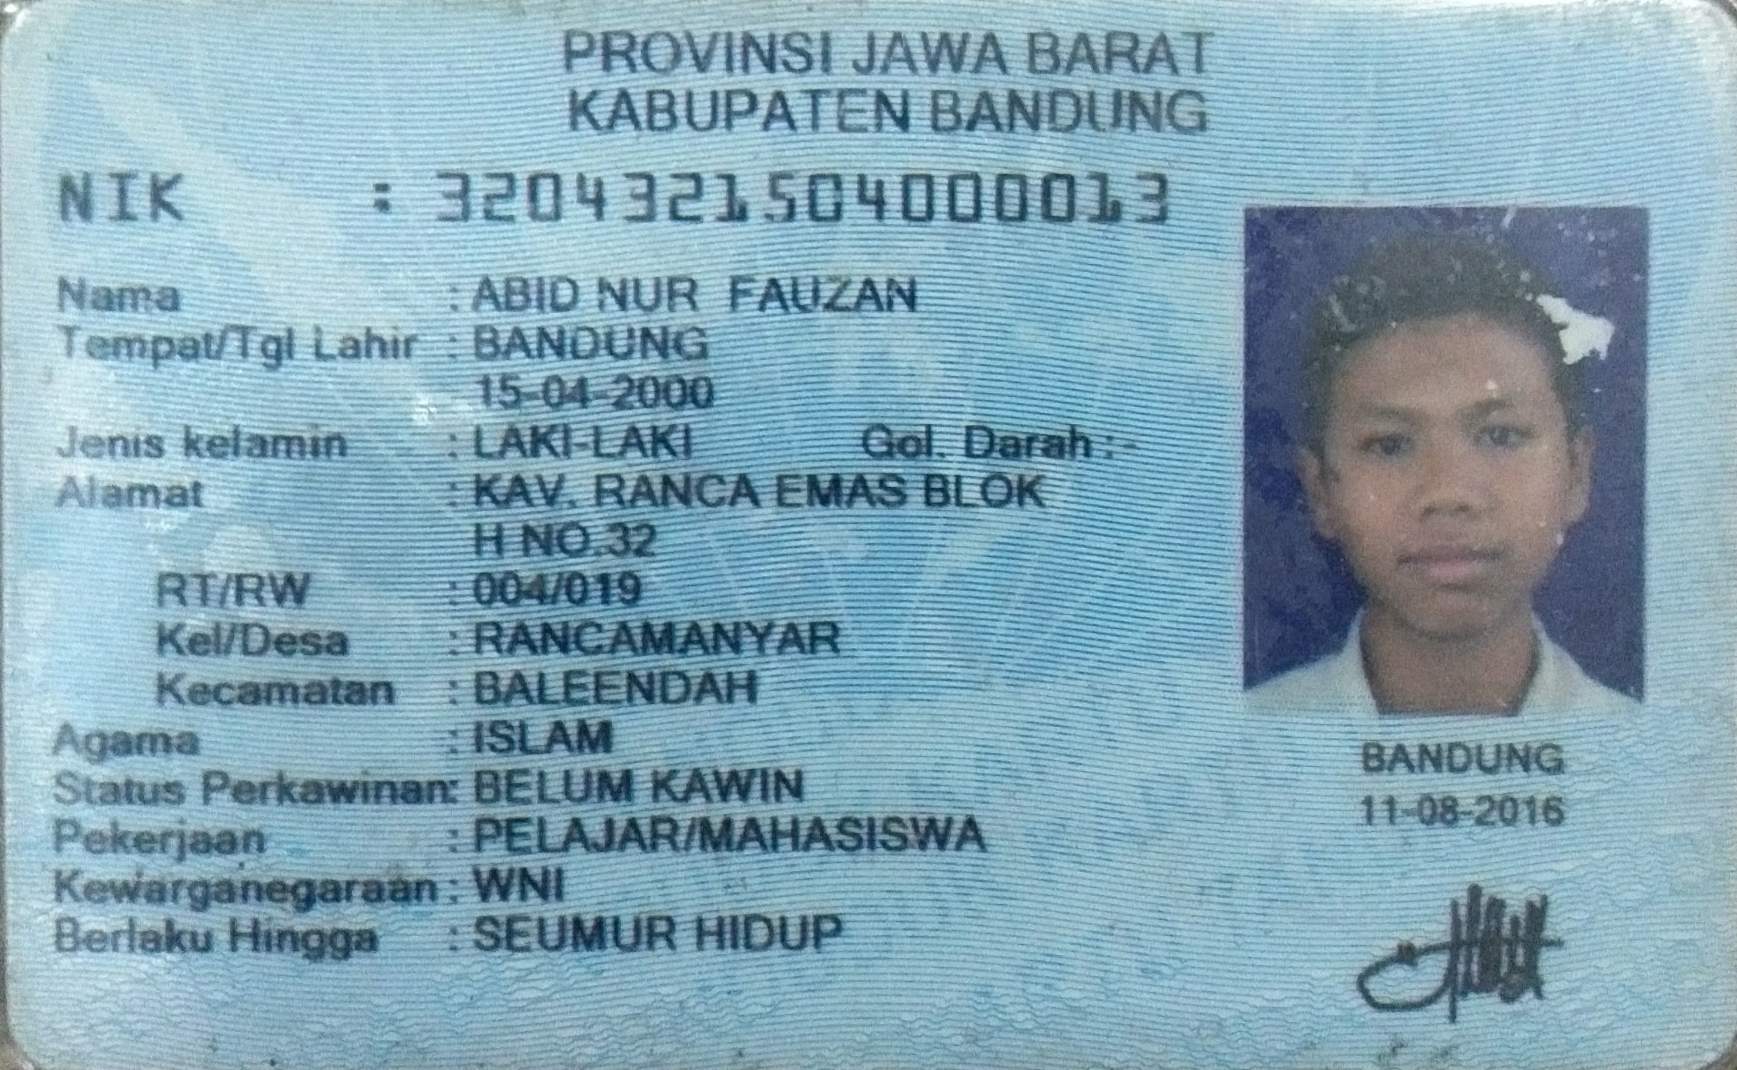 PROVINSI JAWA BARAT
KABUPATEN BANDUNG
NIK : 3204321504000013
Nama : ABID NUR FAUZAN
Tempat/Tgl Lahir : BANDUNG
15-04-2000
Jenis kelamin : LAKI-LAKI Gol. Darah : -
Alamat : KAV. RANCA EMAS BLOK
H NO.32
RT/RW : 004/019
Kel/Desa : RANCAMANYAR
Kecamatan : BALEENDAH
Agama : ISLAM
Status Perkawinan: BELUM KAWIN
Pekerjaan : PELAJAR/MAHASISWA
Kewarganegaraan : WNI
Berlaku Hingga : SEUMUR HIDUP
BANDUNG
11-08-2016